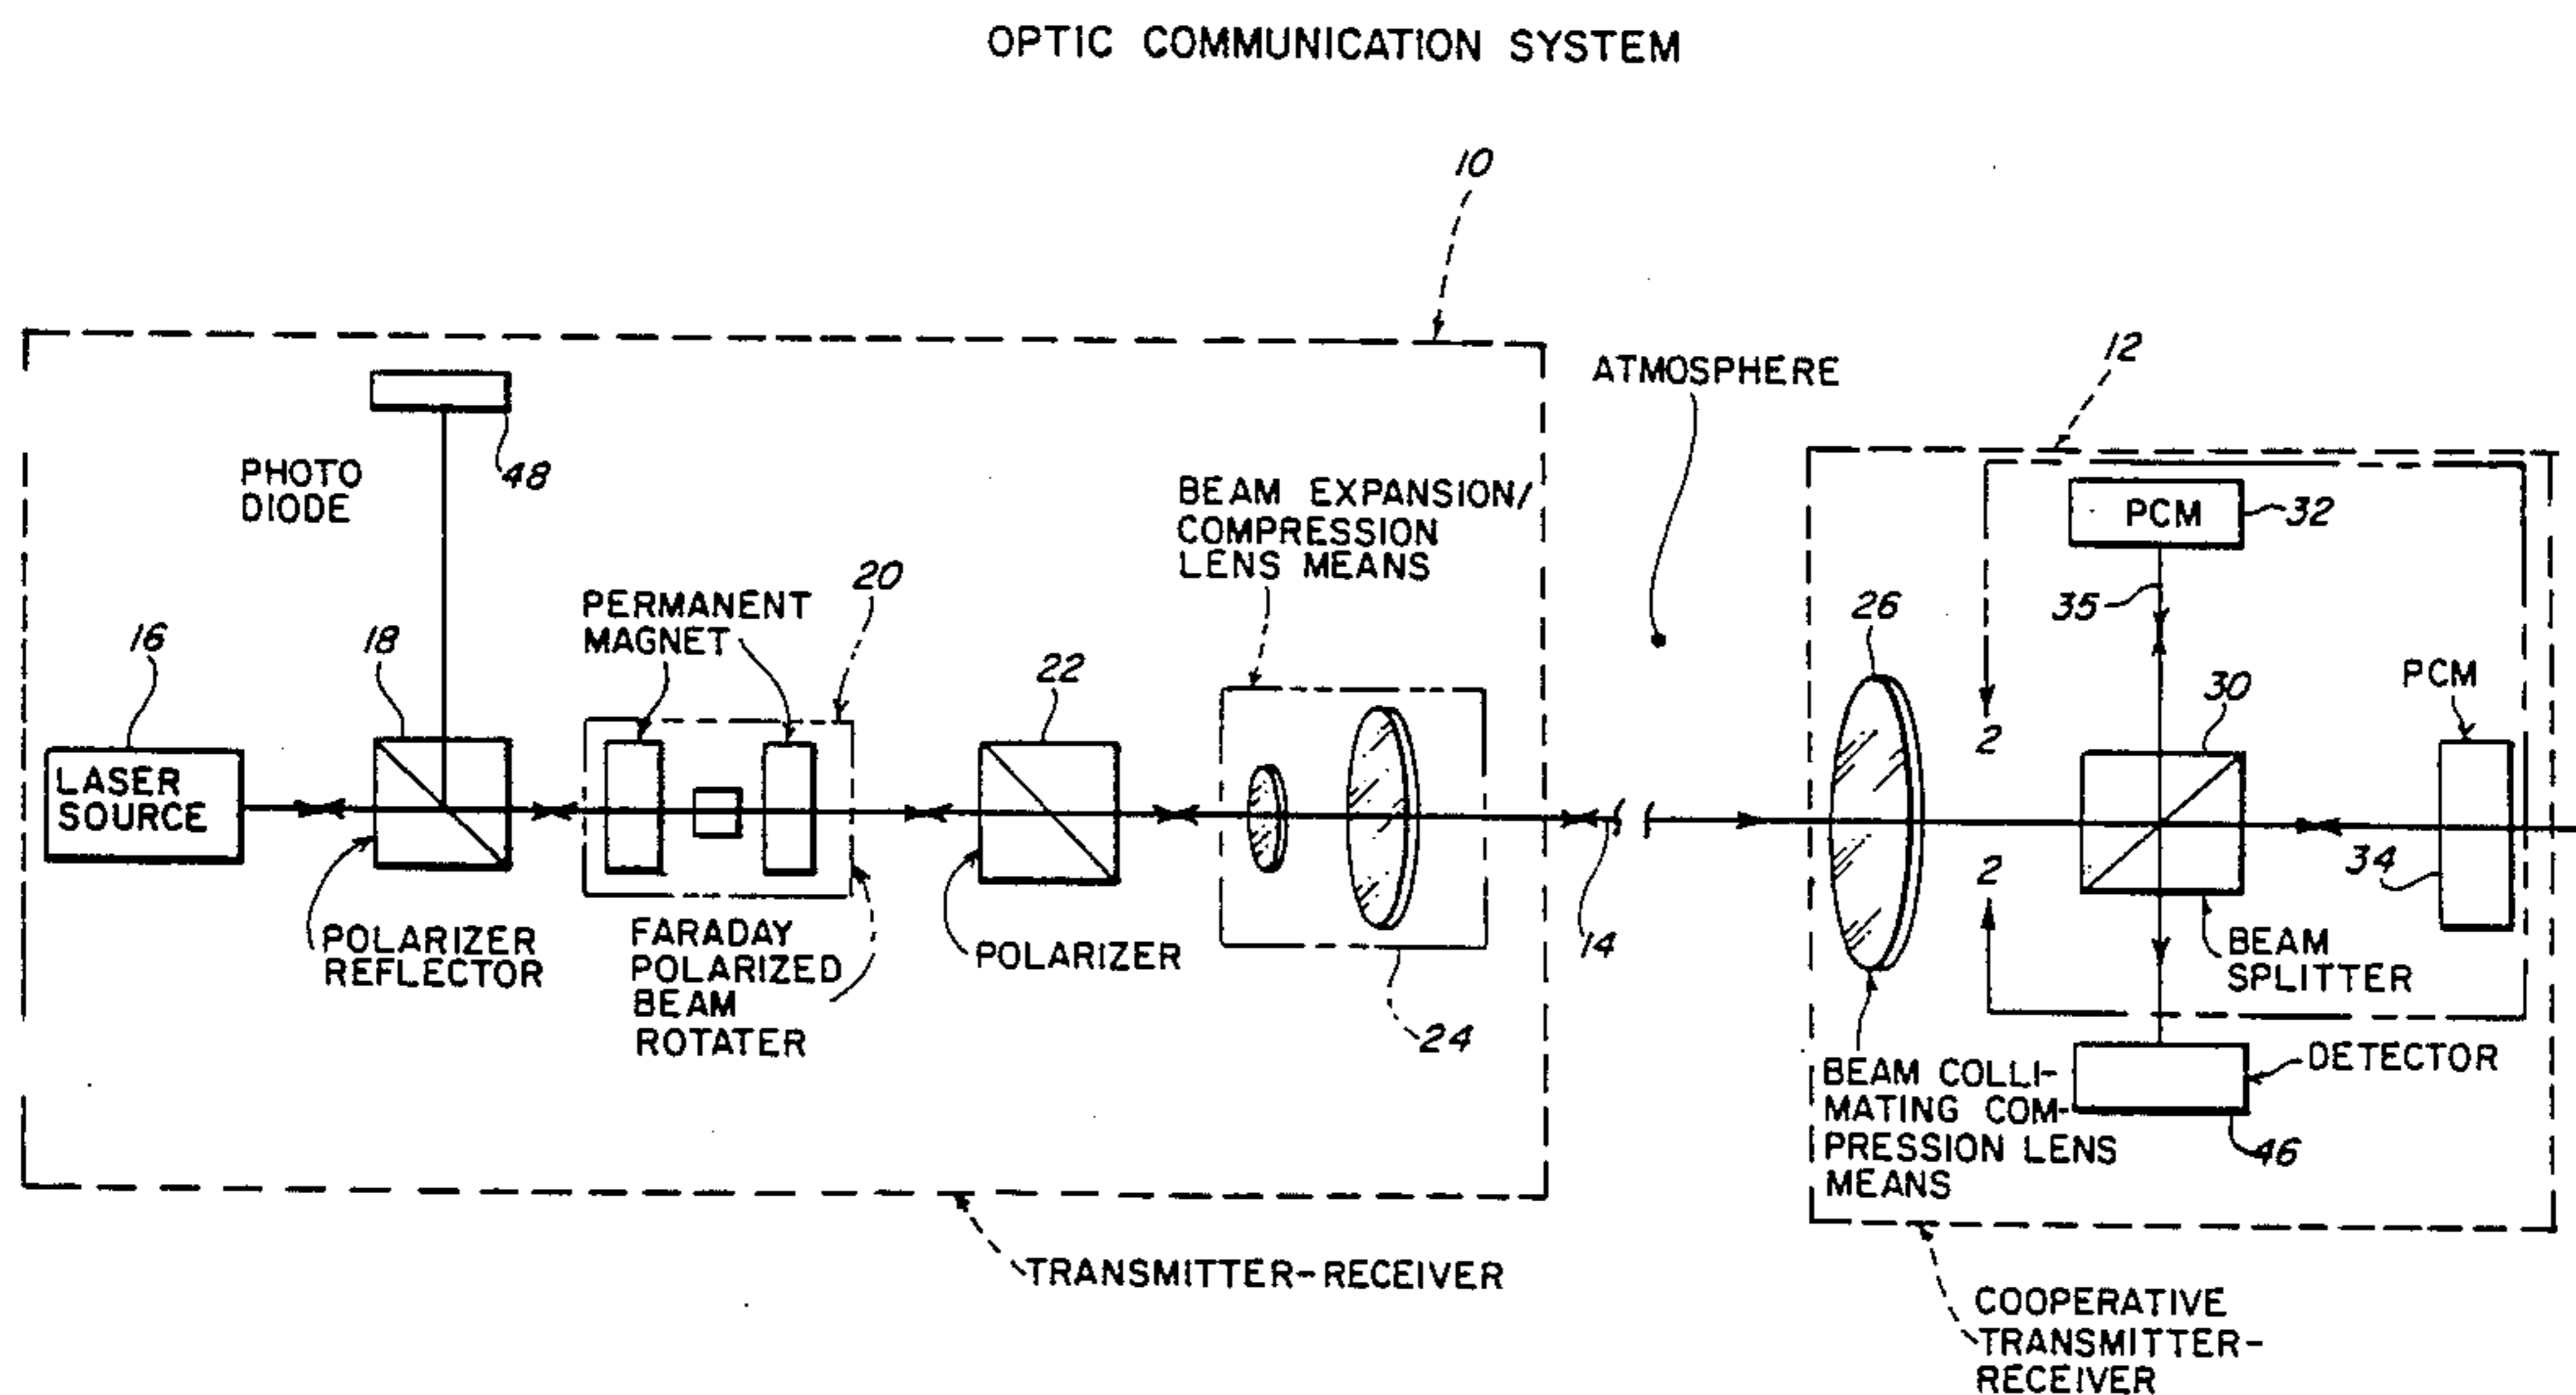 OPTIC COMMUNICATION SYSTEM
10
12
ATMOSPHERE
PHOTO
DIODE
48
BEAM EXPANSION/
COMPRESSION
LENS MEANS
PCM
32
35
16
18
PERMANENT
MAGNET
20
22
26
30
PCM
LASER
SOURCE
2
2
34
14
POLARIZER
REFLECTOR
FARADAY
POLARIZED
BEAM
ROTATER
POLARIZER
24
BEAM
SPLITTER
DETECTOR
46
BEAM COLLI-
MATING COM-
PRESSION LENS
MEANS
TRANSMITTER-RECEIVER
COOPERATIVE
TRANSMITTER-
RECEIVER